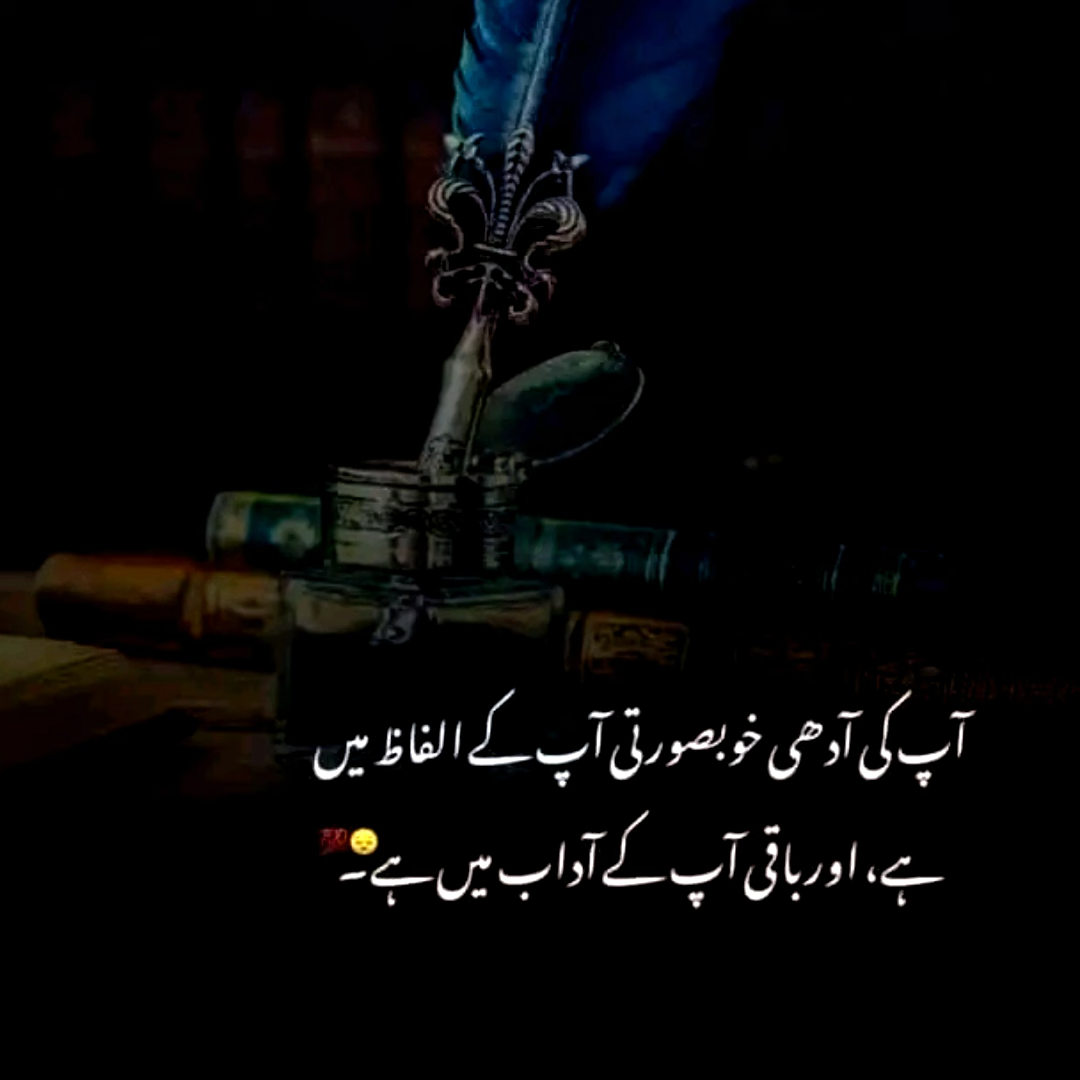 آپ کی آدھی خوبصورتی آپ کے الفاظ میں
ہے، اور باقی آپ کے آداب میں ہے۔😔💯